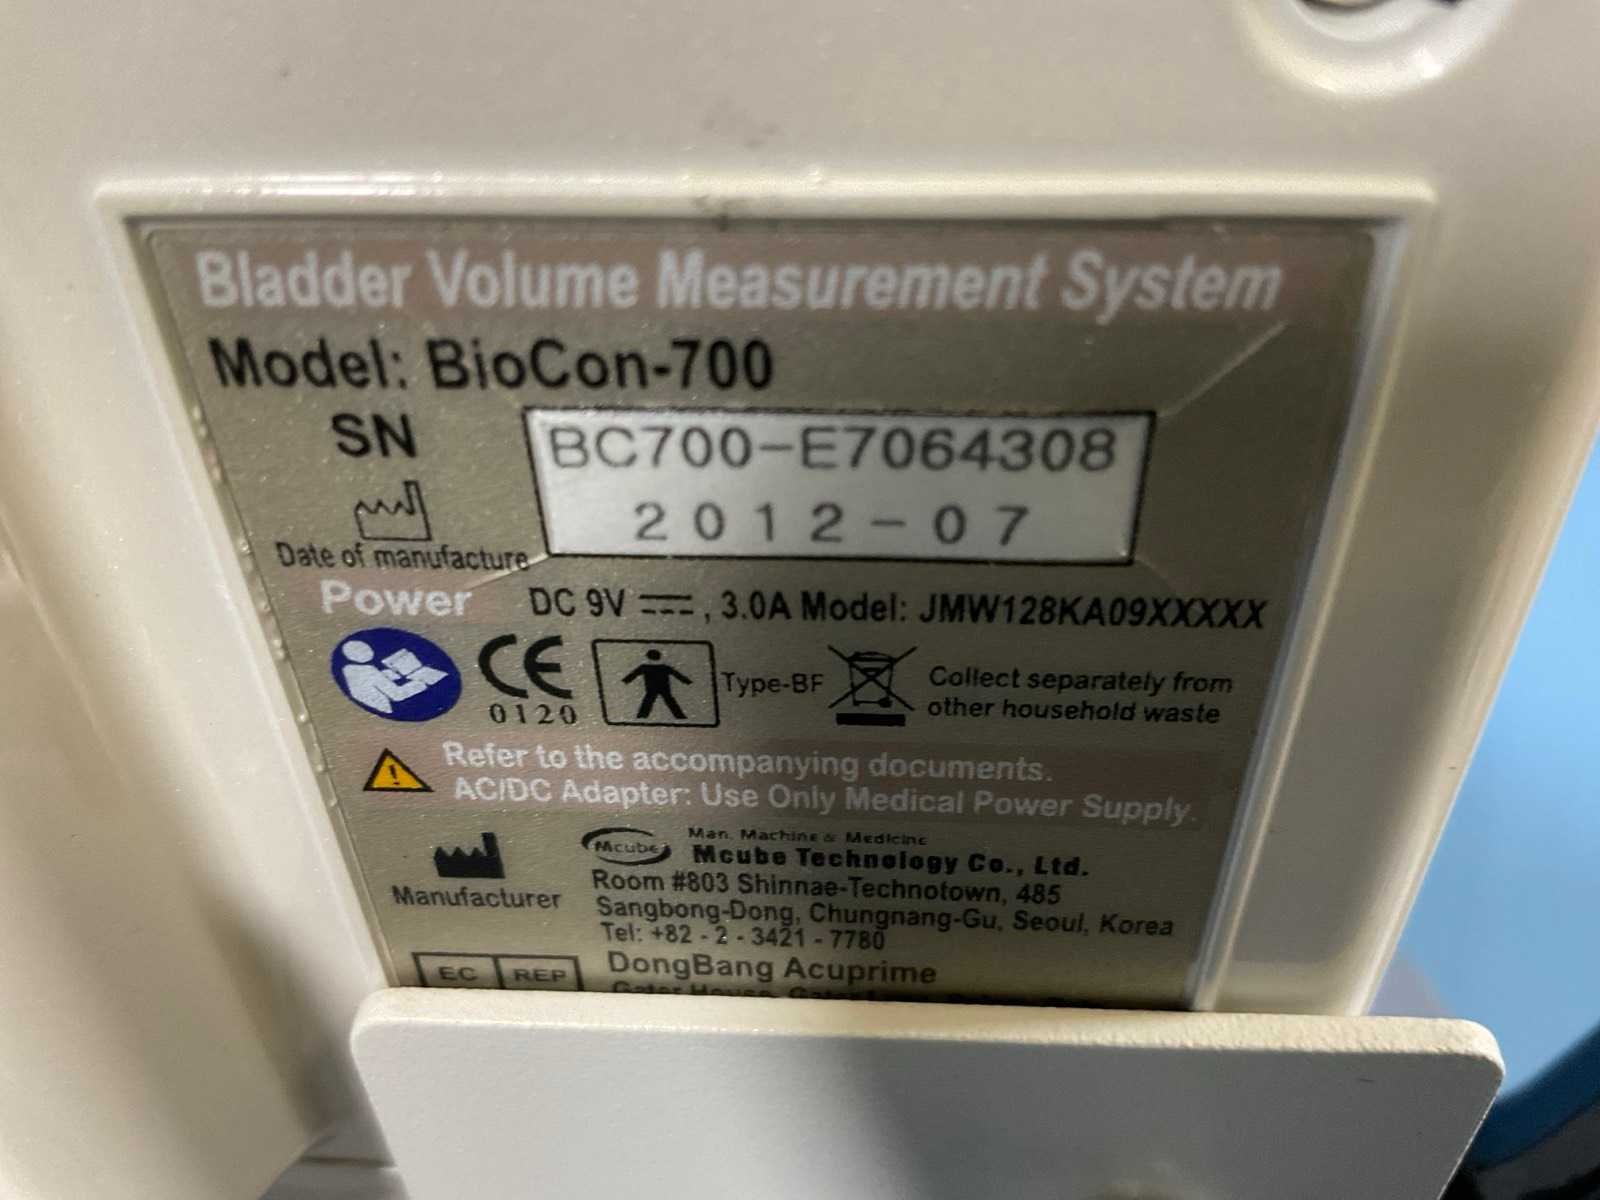 Bladder Volume Measurement System
Model: BioCon-700
SN BC700-E7064308
2012-07
Date of manufacture
Power DC 9V ⎓, 3.0A Model: JMW128KA09XXXXX
CE 0120 Type-BF Collect separately from
other household waste
Refer to the accompanying documents.
AC/DC Adapter: Use Only Medical Power Supply.
Man, Machine & Medicine
Mcube Mcube Technology Co., Ltd.
Room #803 Shinnae-Technotown, 485
Sangbong-Dong, Chungnang-Gu, Seoul, Korea
Manufacturer Tel: +82 - 2 - 3421 - 7780
EC REP DongBang Acuprime